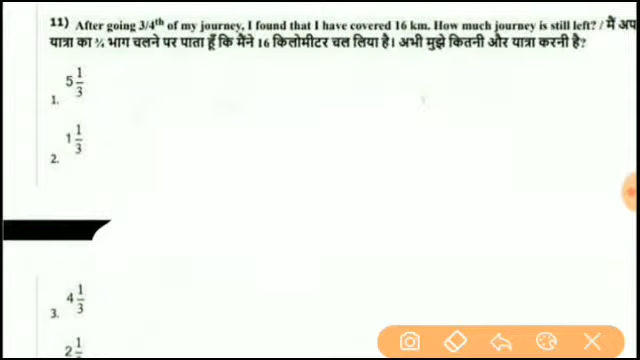 11) After going 3/4th of my journey, I found that I have covered 16 km. How much journey is still left? / मैं अप
यात्रा का ¾ भाग चलने पर पाता हूँ कि मैंने 16 किलोमीटर चल लिया है। अभी मुझे कितनी और यात्रा करनी है?
1. 5 1/3
2. 1 1/3
3. 4 1/3
2 1/